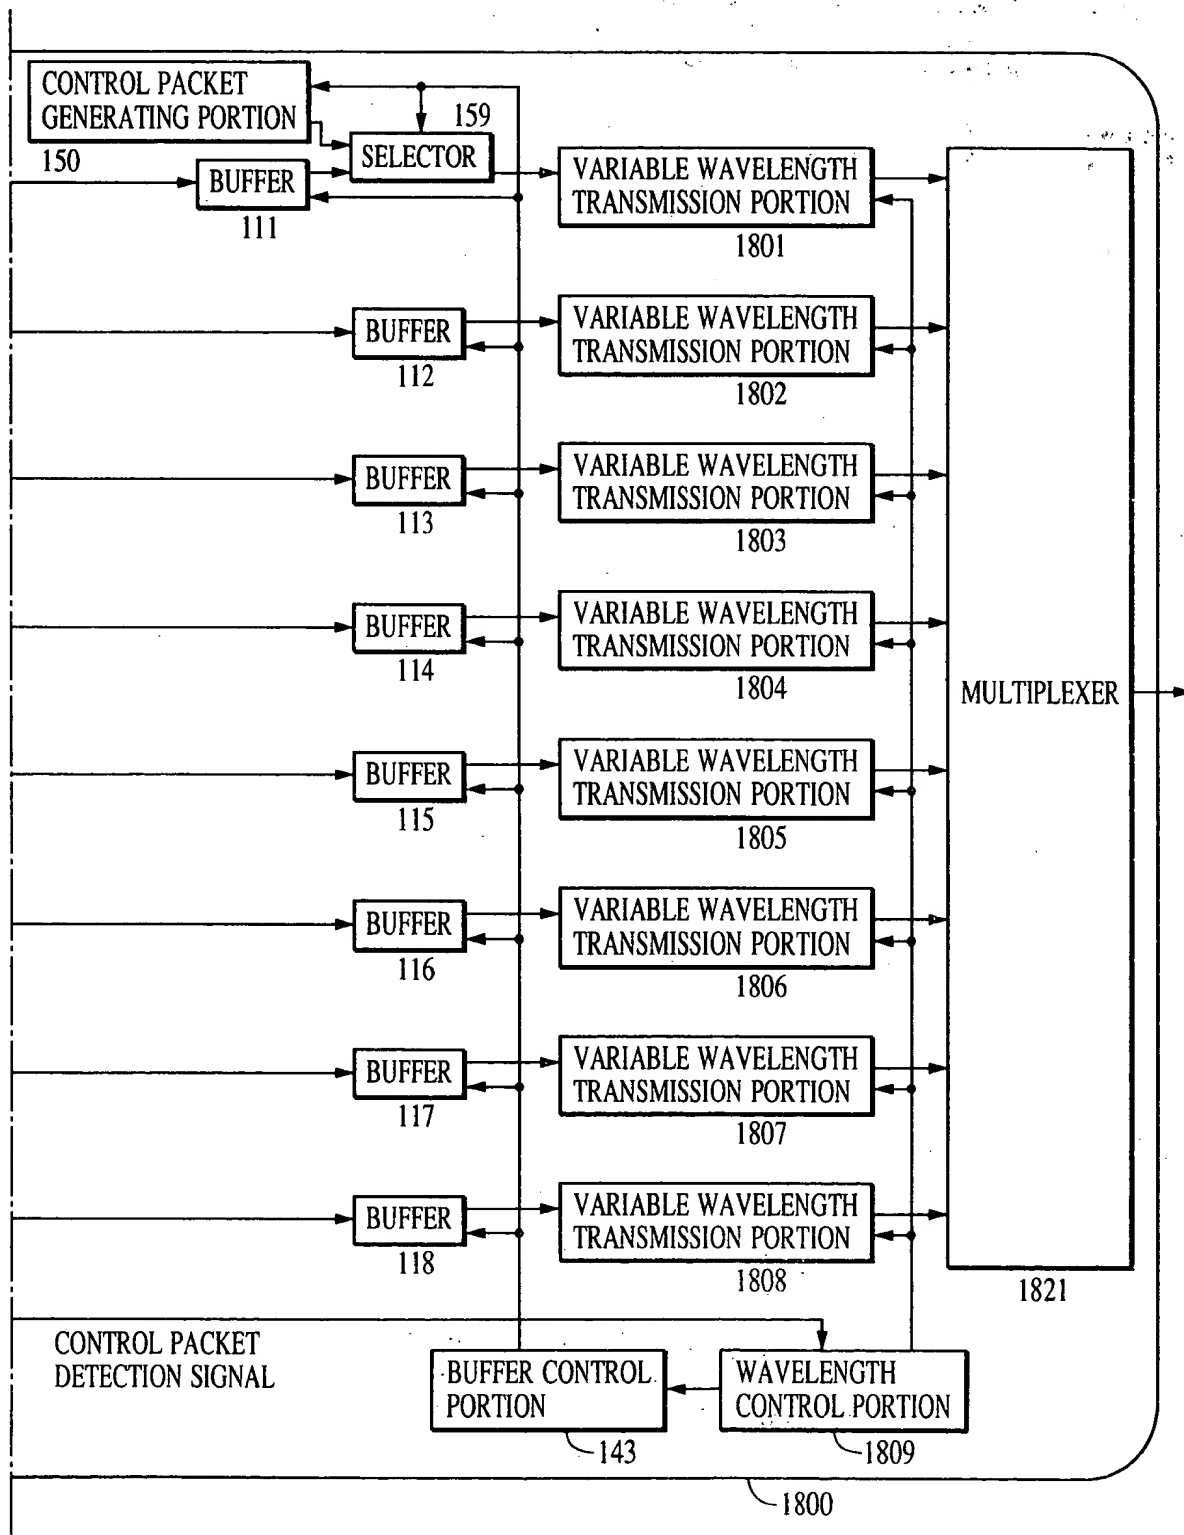 CONTROL PACKET
GENERATING PORTION
150
159
SELECTOR
BUFFER
111
VARIABLE WAVELENGTH
TRANSMISSION PORTION
1801
BUFFER
112
VARIABLE WAVELENGTH
TRANSMISSION PORTION
1802
BUFFER
113
VARIABLE WAVELENGTH
TRANSMISSION PORTION
1803
BUFFER
114
VARIABLE WAVELENGTH
TRANSMISSION PORTION
1804
MULTIPLEXER
BUFFER
115
VARIABLE WAVELENGTH
TRANSMISSION PORTION
1805
BUFFER
116
VARIABLE WAVELENGTH
TRANSMISSION PORTION
1806
BUFFER
117
VARIABLE WAVELENGTH
TRANSMISSION PORTION
1807
BUFFER
118
VARIABLE WAVELENGTH
TRANSMISSION PORTION
1808
1821
CONTROL PACKET
DETECTION SIGNAL
BUFFER CONTROL
PORTION
143
WAVELENGTH
CONTROL PORTION
1809
1800